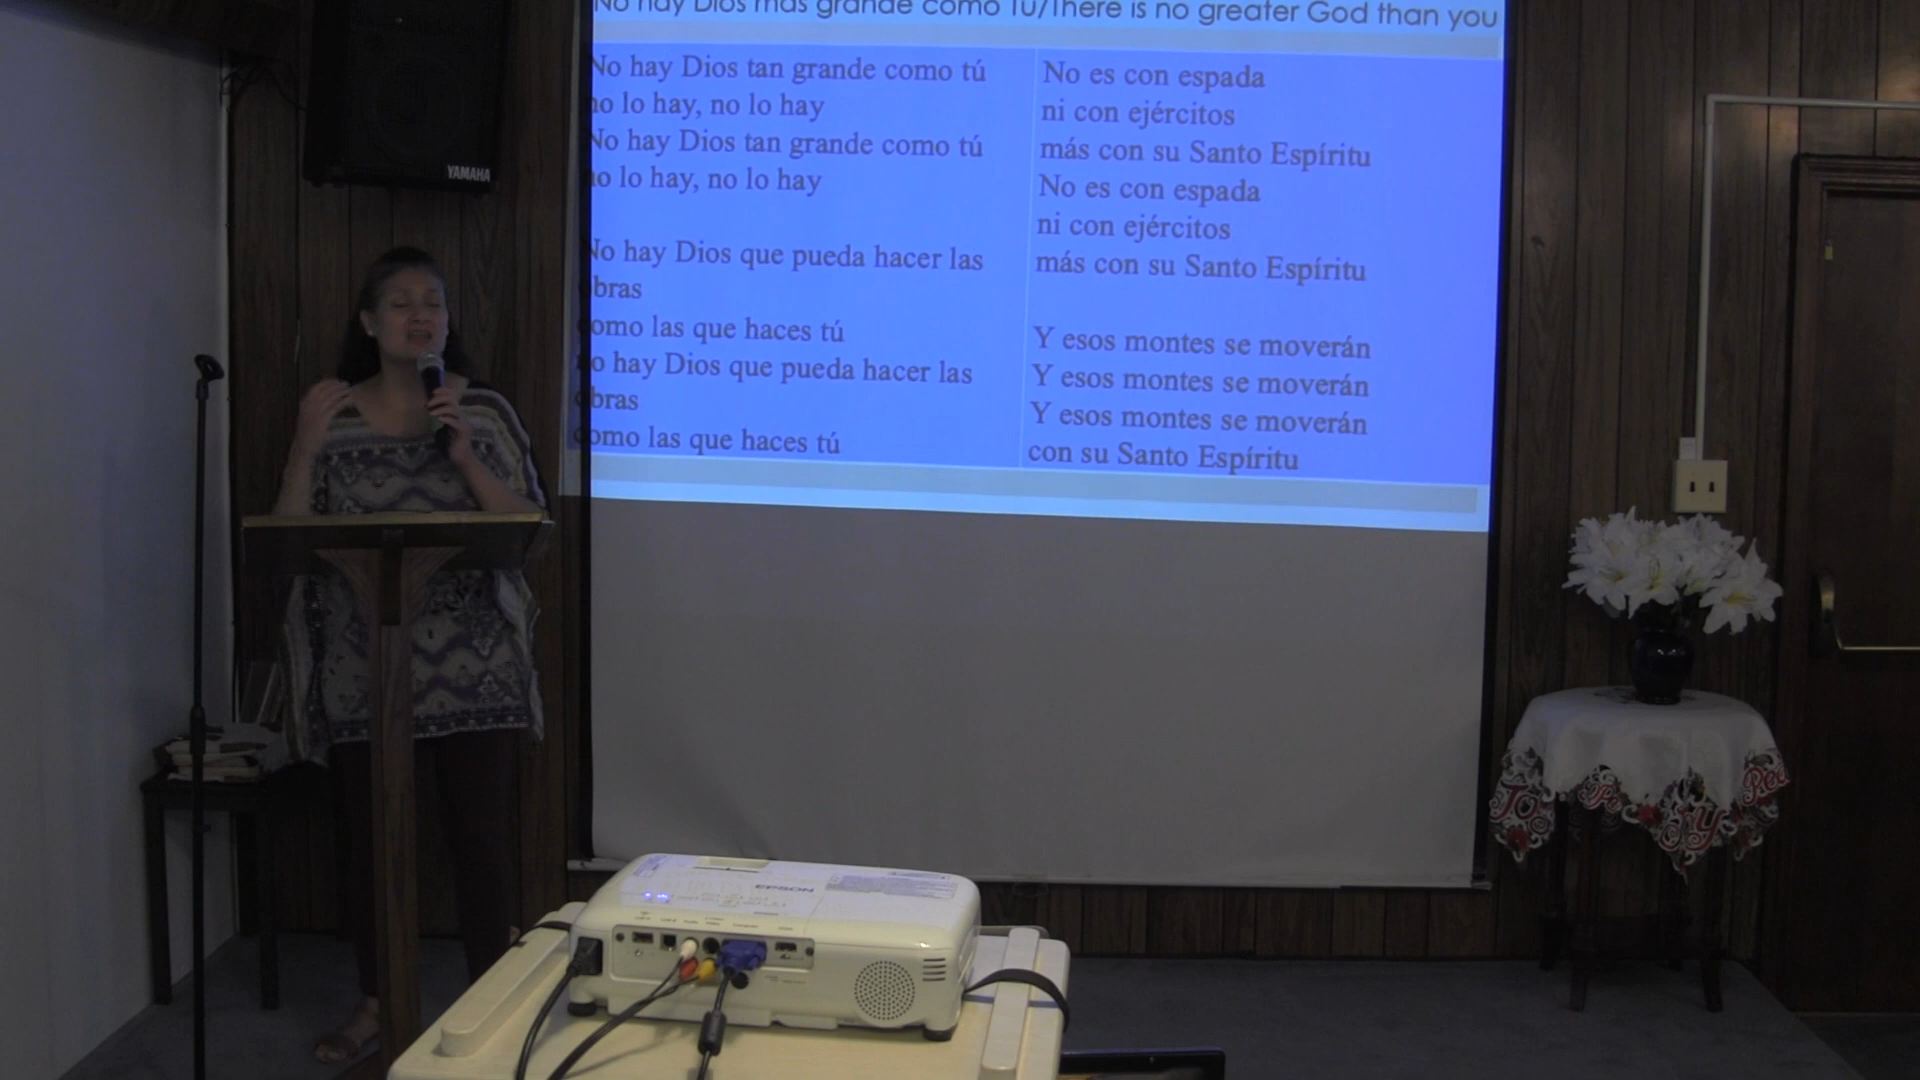 No hay Dios más grande como Tú/There is no greater God than you
No hay Dios tan grande como tú
no lo hay, no lo hay
No hay Dios tan grande como tú
no lo hay, no lo hay
No hay Dios que pueda hacer las
obras
como las que haces tú
no hay Dios que pueda hacer las
obras
como las que haces tú
No es con espada
ni con ejércitos
más con su Santo Espíritu
No es con espada
ni con ejércitos
más con su Santo Espíritu
Y esos montes se moverán
Y esos montes se moverán
Y esos montes se moverán
con su Santo Espíritu
YAMAHA
EPSON
Joy